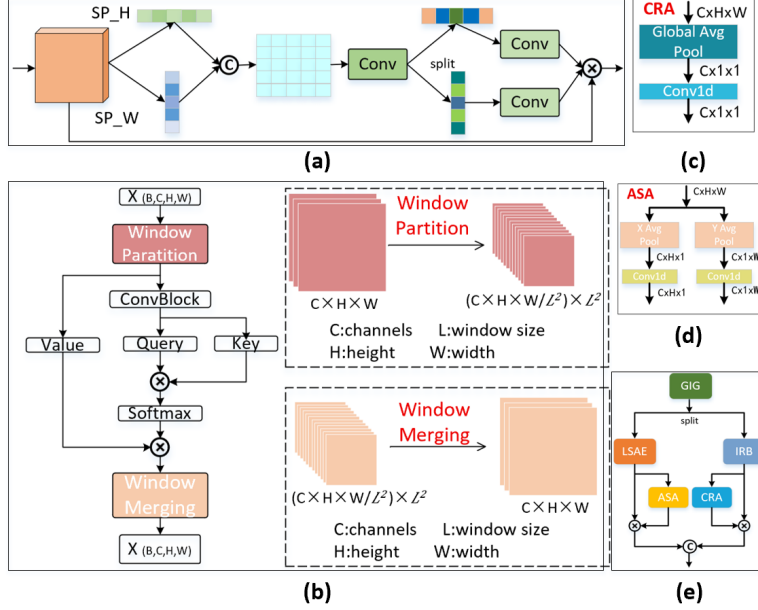 SP_H
SP_W
C
Conv
split
Conv
Conv
(a)
CRA
CxHxW
Global Avg
Pool
Cx1x1
Conv1d
Cx1x1
(c)
X (B,C,H,W)
Window
Paratition
ConvBlock
Value
Query
Key
Softmax
Window
Merging
X (B,C,H,W)
Window
Partition
C×H×W
(C×H×W/L²)×L²
C:channels L:window size
H:height W:width
Window
Merging
(C×H×W/L²)×L²
C×H×W
C:channels L:window size
H:height W:width
(b)
ASA
CxHxW
X Avg
Pool
Y Avg
Pool
CxHx1
Cx1xW
Conv1d
Conv1d
CxHx1
Cx1xW
(d)
GIG
split
LSAE
IRB
ASA
CRA
C
(e)